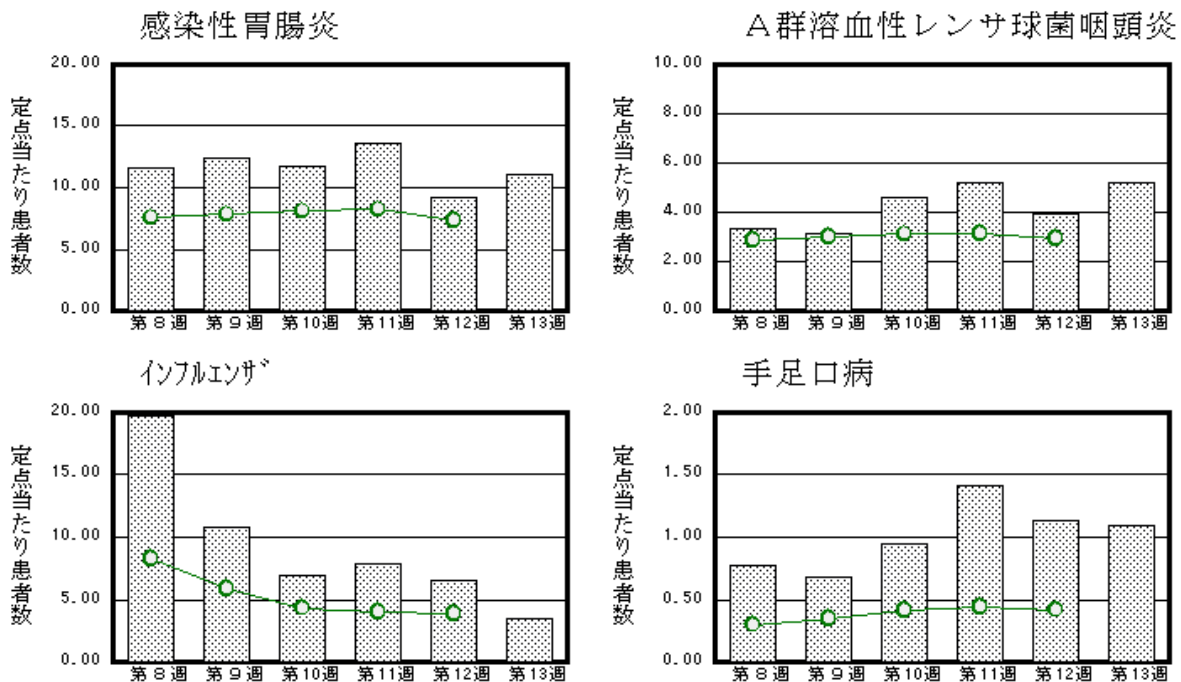 感染性胃腸炎
定点当たり患者数
20.00
15.00
10.00
5.00
0.00
第8週 第9週 第10週 第11週 第12週 第13週
A群溶血性レンサ球菌咽頭炎
定点当たり患者数
10.00
8.00
6.00
4.00
2.00
0.00
第8週 第9週 第10週 第11週 第12週 第13週
インフルエンザ
定点当たり患者数
20.00
15.00
10.00
5.00
0.00
第8週 第9週 第10週 第11週 第12週 第13週
手足口病
定点当たり患者数
2.00
1.50
1.00
0.50
0.00
第8週 第9週 第10週 第11週 第12週 第13週